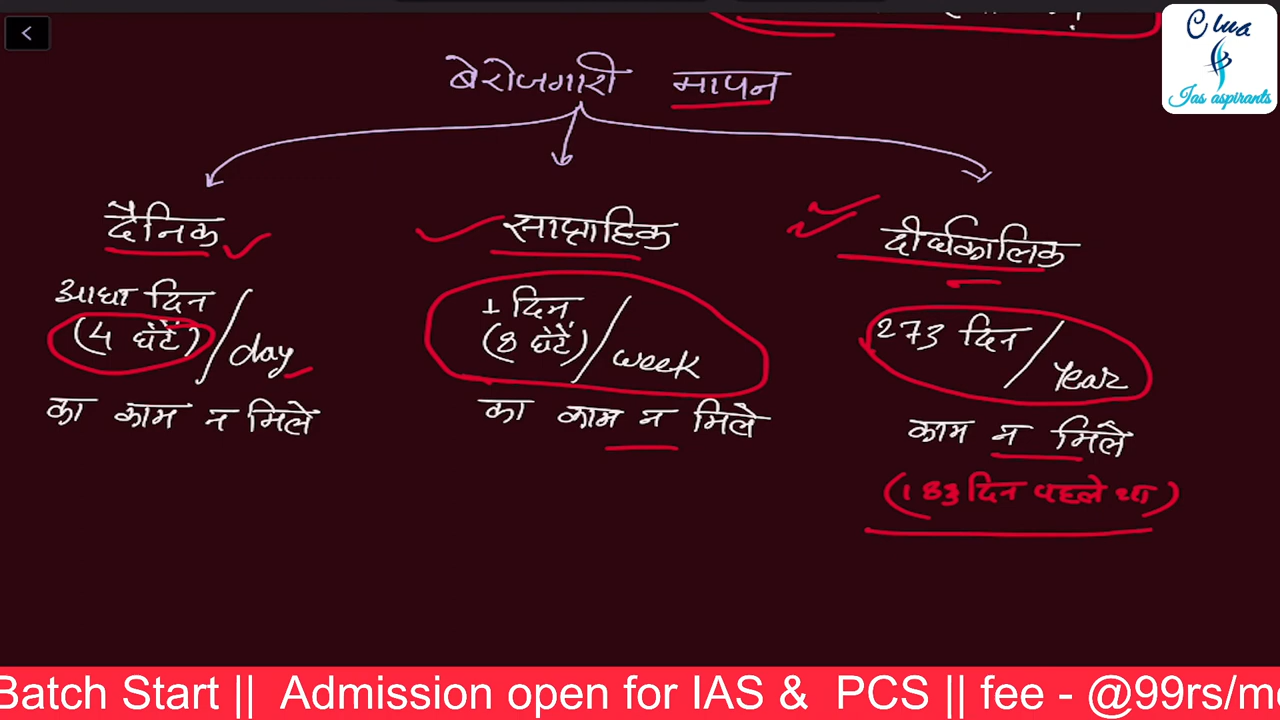 Clua
Ias aspirants
बेरोजगारी मापन
दैनिक
आधा दिन
(4 घंटें) / day
का काम न मिले
साप्ताहिक
1 दिन
(8 घंटें) / week
का काम न मिले
दीर्घकालिक
273 दिन / Year
काम न मिले
(183 दिन पहले था)
Batch Start || Admission open for IAS & PCS || fee - @99rs/m